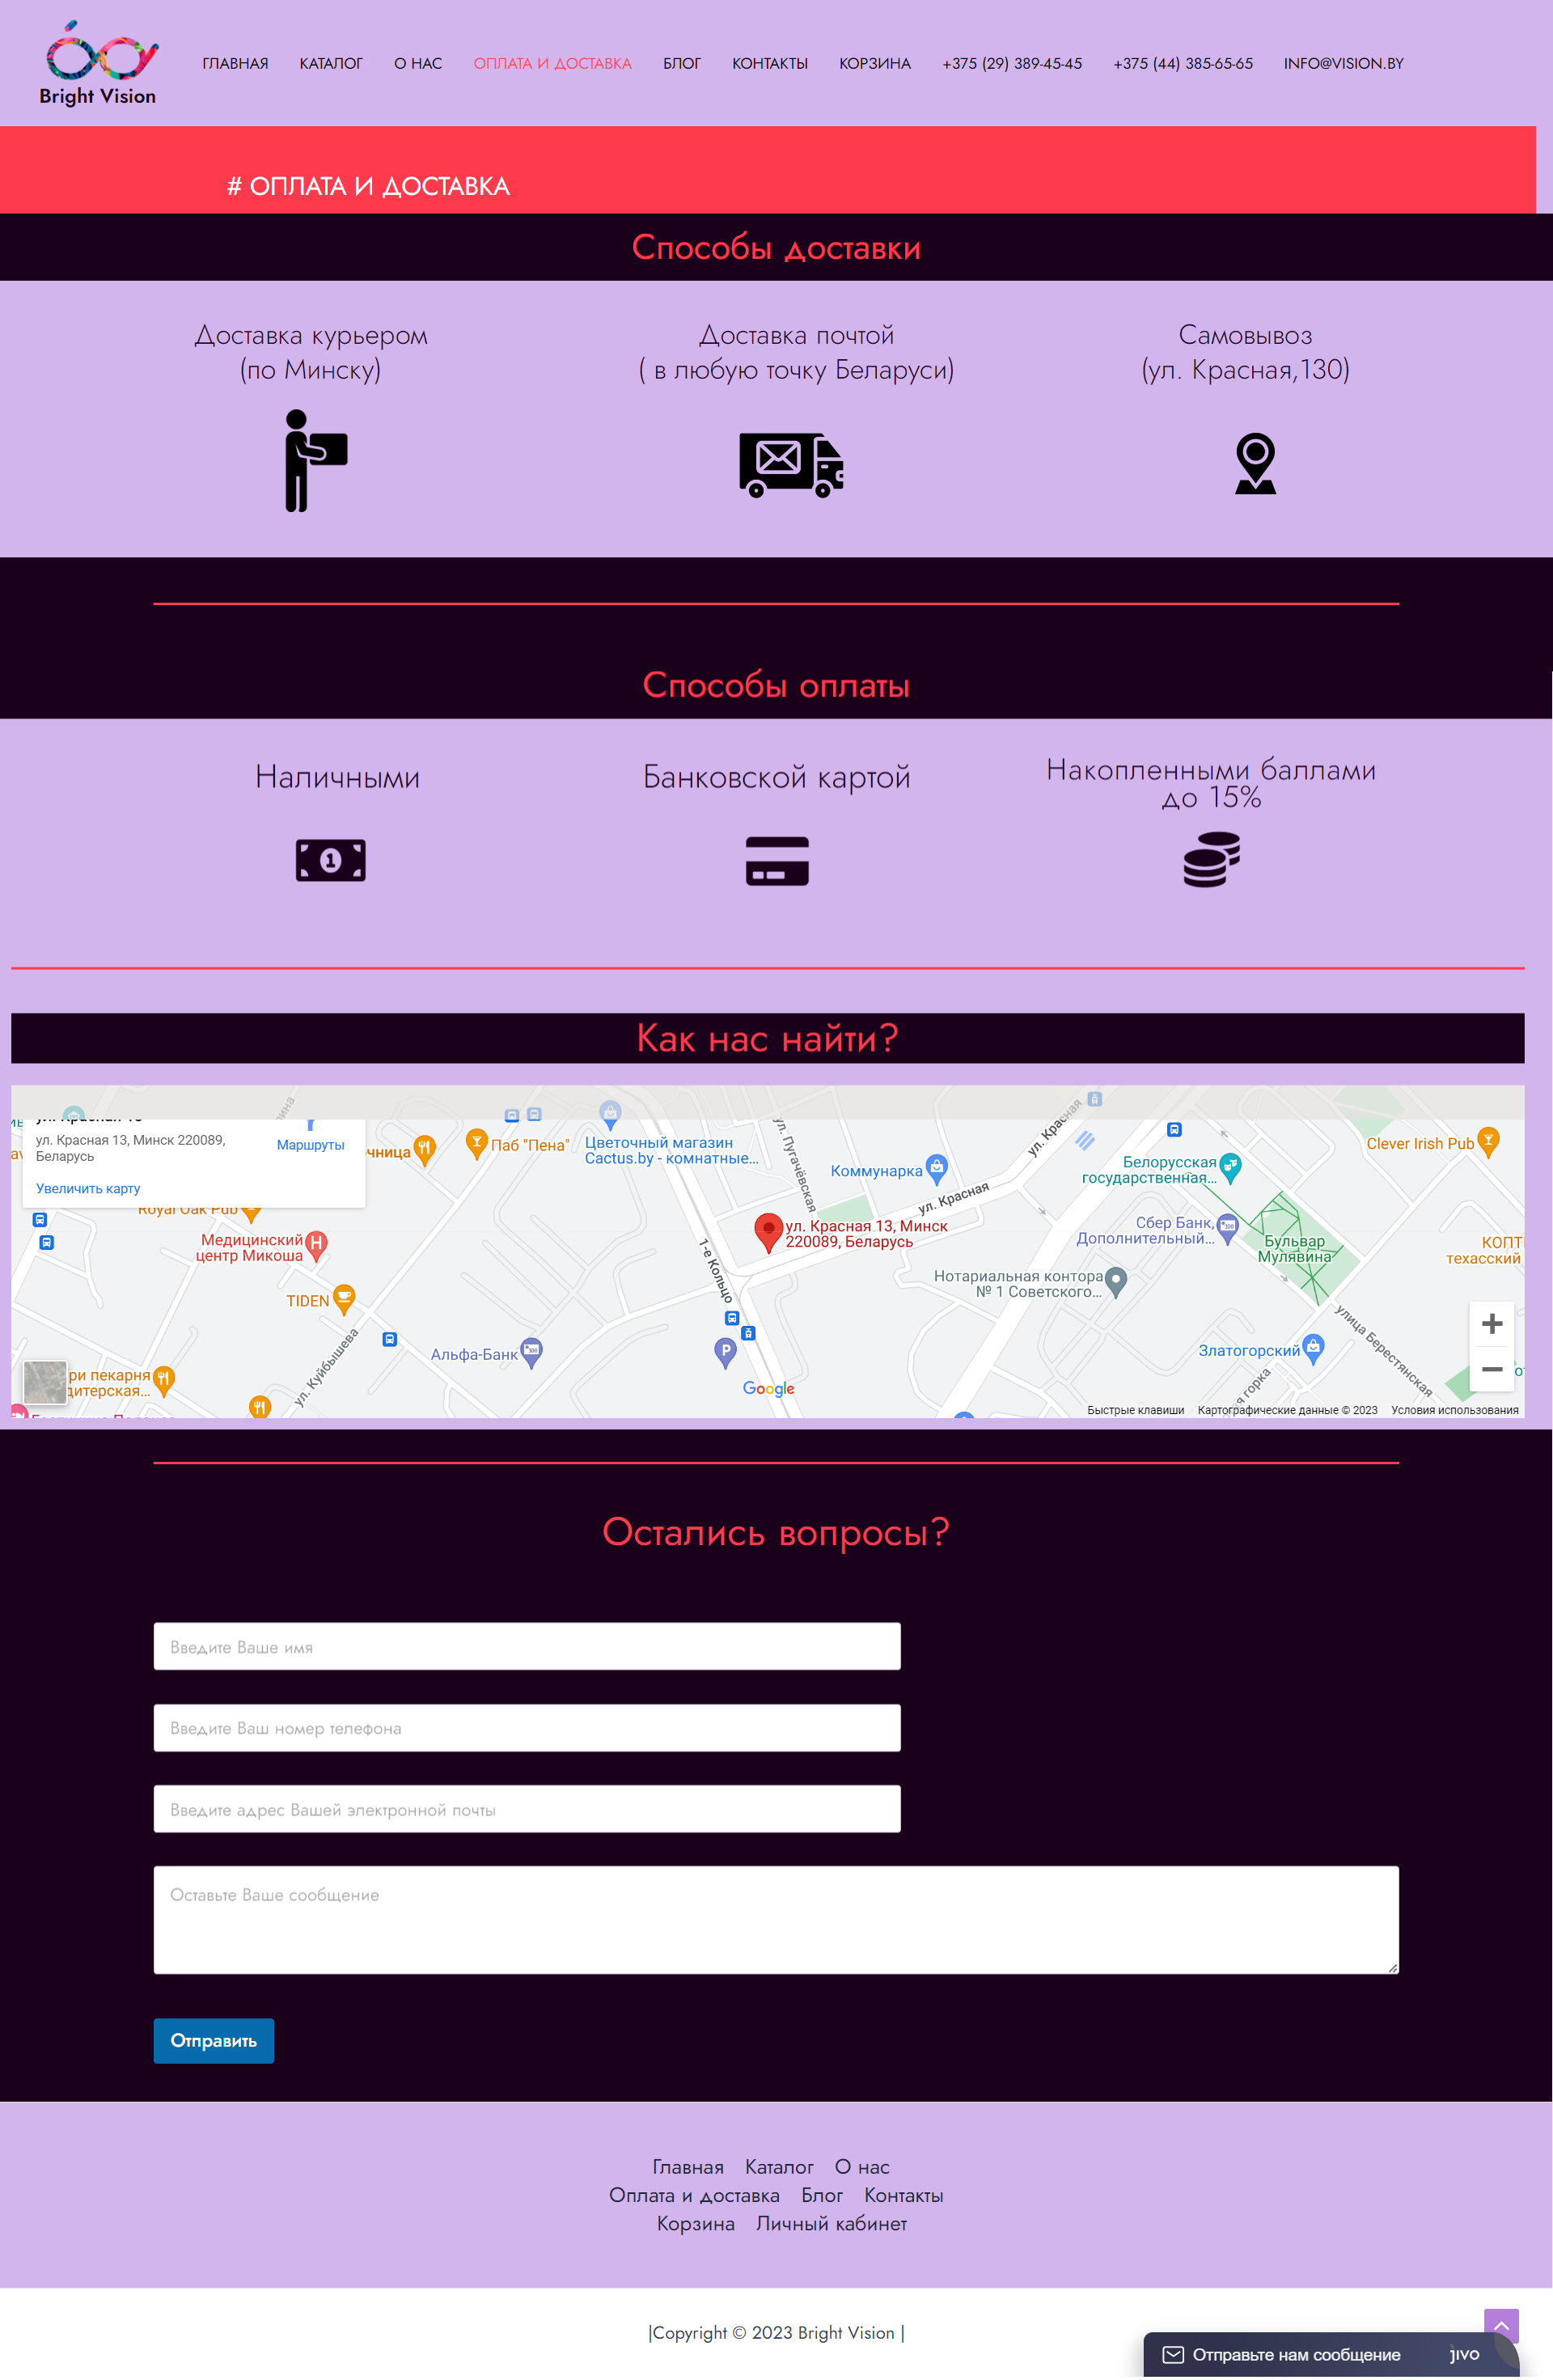 Bright Vision
ГЛАВНАЯ КАТАЛОГ О НАС ОПЛАТА И ДОСТАВКА БЛОГ КОНТАКТЫ КОРЗИНА +375 (29) 389-45-45 +375 (44) 385-65-65 INFO@VISION.BY
# ОПЛАТА И ДОСТАВКА
Способы доставки
Доставка курьером
(по Минску)
Доставка почтой
( в любую точку Беларуси)
Самовывоз
(ул. Красная,130)
Способы оплаты
Наличными
Банковской картой
Накопленными баллами
до 15%
Как нас найти?
ул. Красная 13, Минск 220089,
Беларусь
Маршруты
Увеличить карту
Royal Oak Pub
Медицинский
центр Микоша
TIDEN
ул. Куйбышева
Альфа-Банк
Паб "Пена"
Цветочный магазин
Cactus.by - комнатные...
ул. Пугачёвская
Коммунарка
ул. Красная
ул. Красная
1-е Кольцо
ул. Красная 13, Минск
220089, Беларусь
Белорусская
государственная...
Clever Irish Pub
Сбер Банк,
Дополнительный...
Бульвар
Мулявина
техасский
Нотариальная контора
№ 1 Советского...
Златогорский
улица Берестянская
горка
пекарня
Google
Быстрые клавиши Картографические данные © 2023 Условия использования
Остались вопросы?
Введите Ваше имя
Введите Ваш номер телефона
Введите адрес Вашей электронной почты
Оставьте Ваше сообщение
Отправить
Главная Каталог О нас
Оплата и доставка Блог Контакты
Корзина Личный кабинет
|Copyright © 2023 Bright Vision |
Отправьте нам сообщение jivo